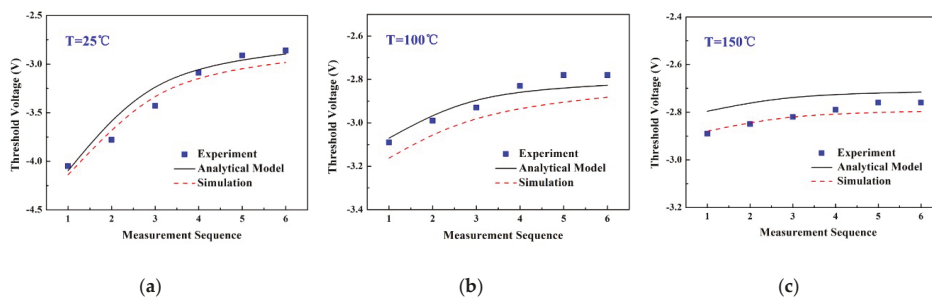 T=25℃
Threshold Voltage (V)
-2.5
-3.0
-3.5
-4.0
-4.5
Experiment
Analytical Model
Simulation
1 2 3 4 5 6
Measurement Sequence
(a)
T=100℃
Threshold Voltage (V)
-2.4
-2.6
-2.8
-3.0
-3.2
-3.4
Experiment
Analytical Model
Simulation
1 2 3 4 5 6
Measurement Sequence
(b)
T=150℃
Threshold Voltage (V)
-2.4
-2.6
-2.8
-3.0
-3.2
Experiment
Analytical Model
Simulation
1 2 3 4 5 6
Measurement Sequence
(c)